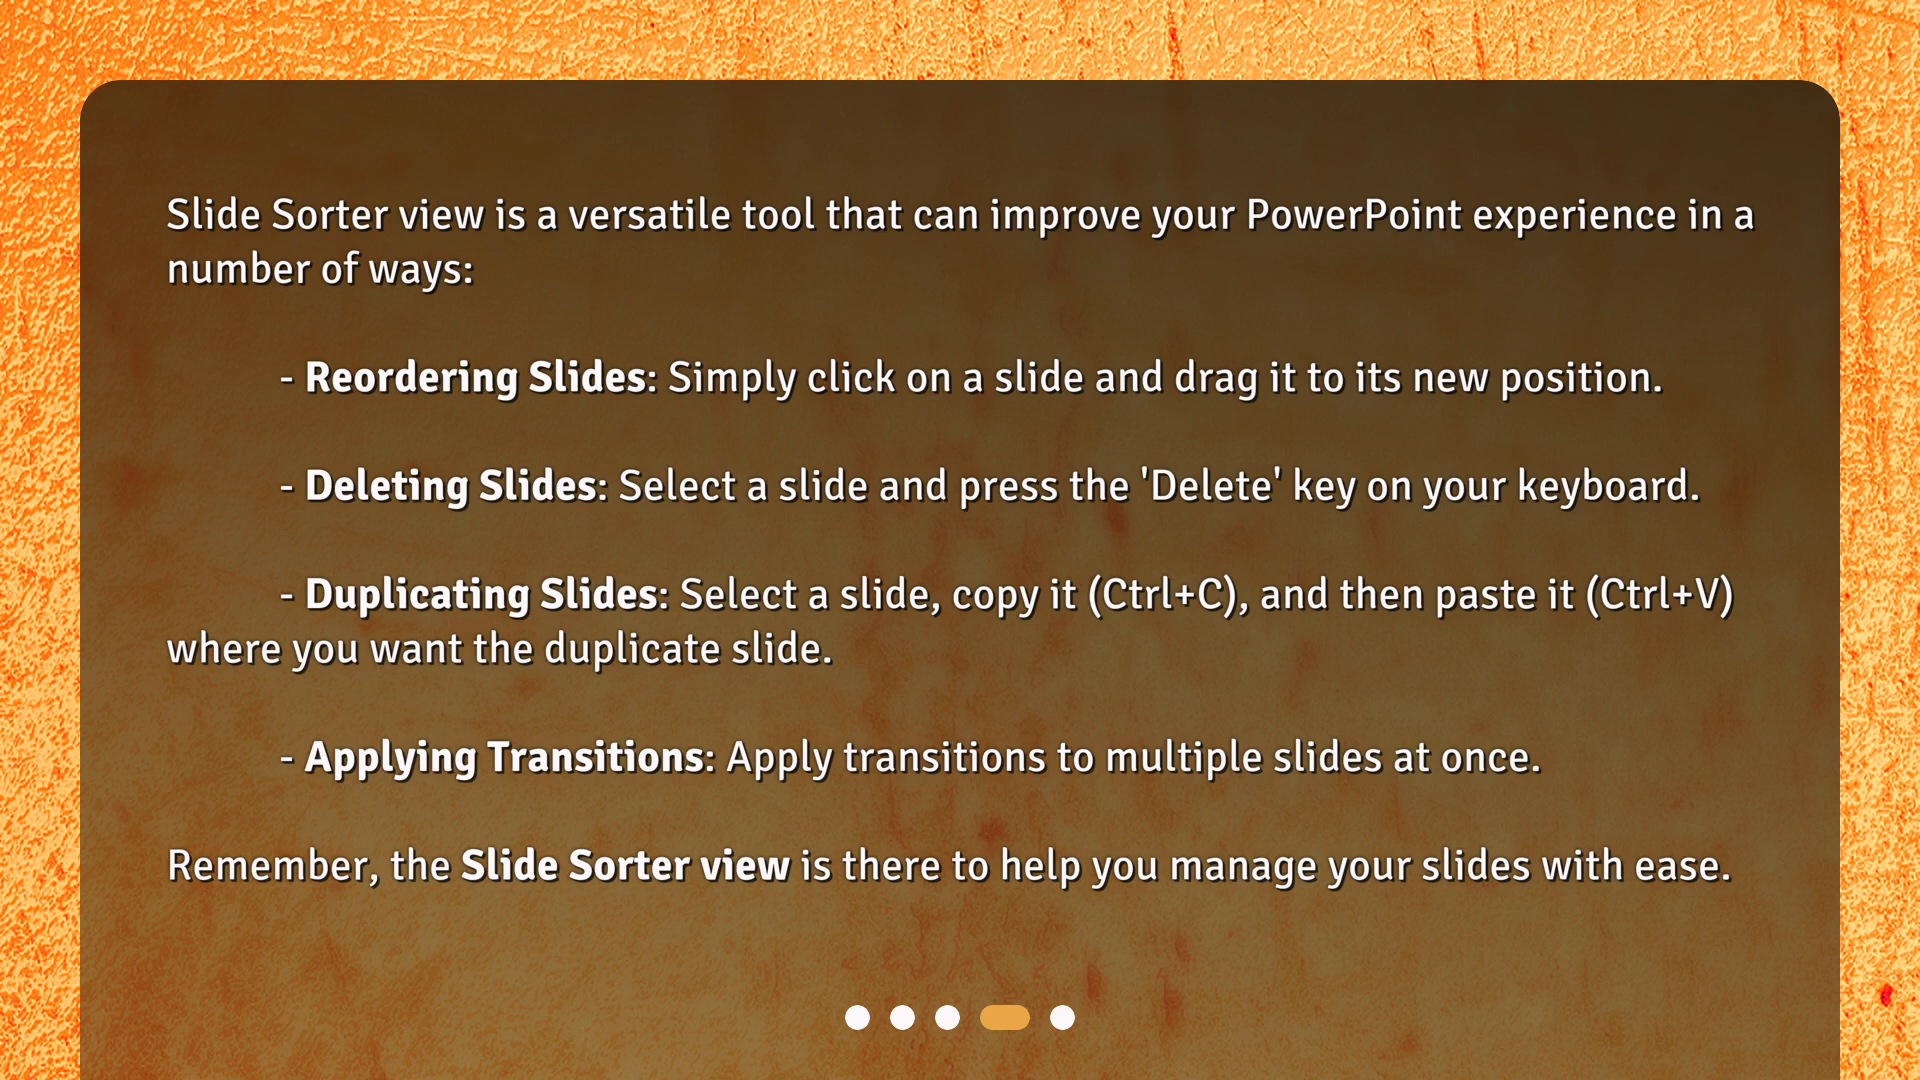 Slide Sorter view is a versatile tool that can improve your PowerPoint experience in a
number of ways:
- Reordering Slides: Simply click on a slide and drag it to its new position.
- Deleting Slides: Select a slide and press the 'Delete' key on your keyboard.
- Duplicating Slides: Select a slide, copy it (Ctrl+C), and then paste it (Ctrl+V)
where you want the duplicate slide.
- Applying Transitions: Apply transitions to multiple slides at once.
Remember, the Slide Sorter view is there to help you manage your slides with ease.